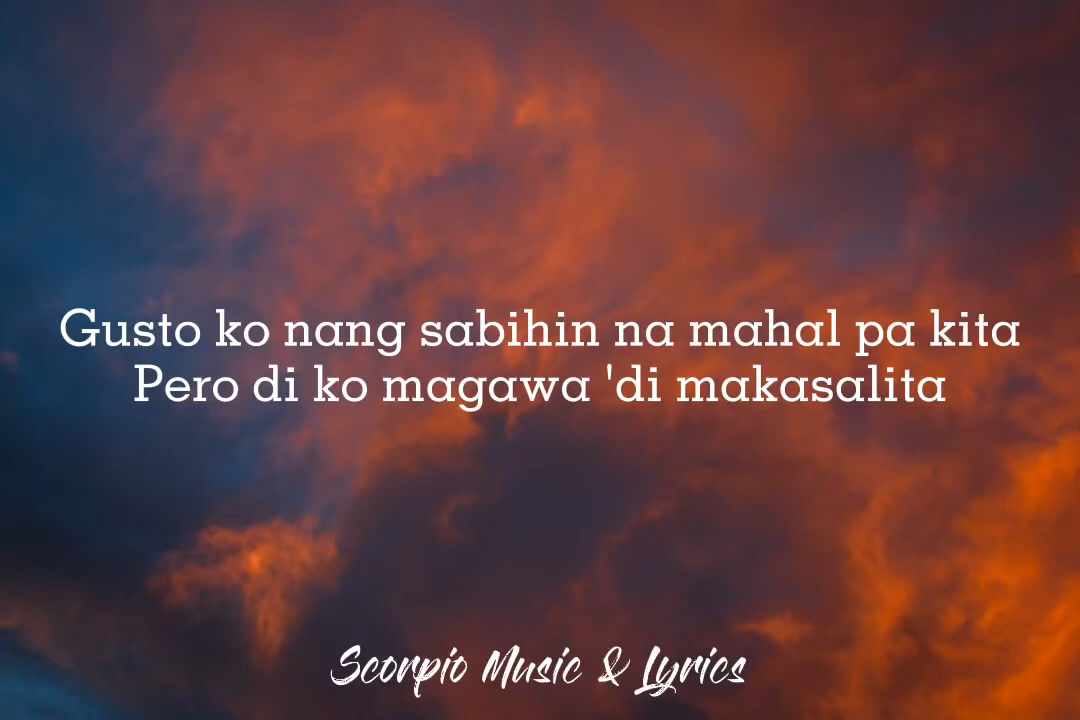 Gusto ko nang sabihin na mahal pa kita
Pero di ko magawa 'di makasalita
Scorpio Music & Lyrics